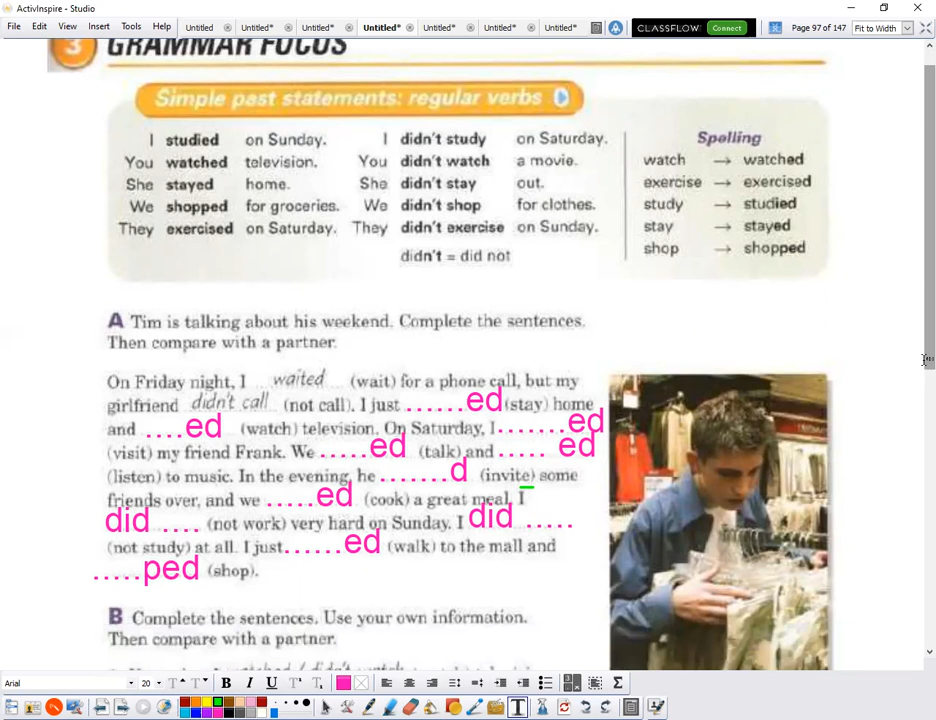 ActivInspire - Studio
File Edit View Insert Tools Help Untitled Untitled* Untitled* Untitled* Untitled* Untitled* Untitled* CLASSFLOW Connect Page 97 of 147 Fit to Width
3 GRAMMAR FOCUS
Simple past statements: regular verbs
I studied on Sunday. I didn't study on Saturday. Spelling
You watched television. You didn't watch a movie. watch → watched
She stayed home. She didn't stay out. exercise → exercised
We shopped for groceries. We didn't shop for clothes. study → studied
They exercised on Saturday. They didn't exercise on Sunday. stay → stayed
didn't = did not shop → shopped
A Tim is talking about his weekend. Complete the sentences.
Then compare with a partner.
On Friday night, I waited (wait) for a phone call, but my
girlfriend didn't call (not call). I just ......ed (stay) home
and ....ed (watch) television. On Saturday, I.......ed
(visit) my friend Frank. We .....ed (talk) and ..... ed
(listen) to music. In the evening, he .......d (invite) some
friends over, and we .....ed (cook) a great meal. I
did .... (not work) very hard on Sunday. I did .....
(not study) at all. I just......ed (walk) to the mall and
.....ped (shop).
B Complete the sentences. Use your own information.
Then compare with a partner.
watched / didn't watch
Arial 20 B I U